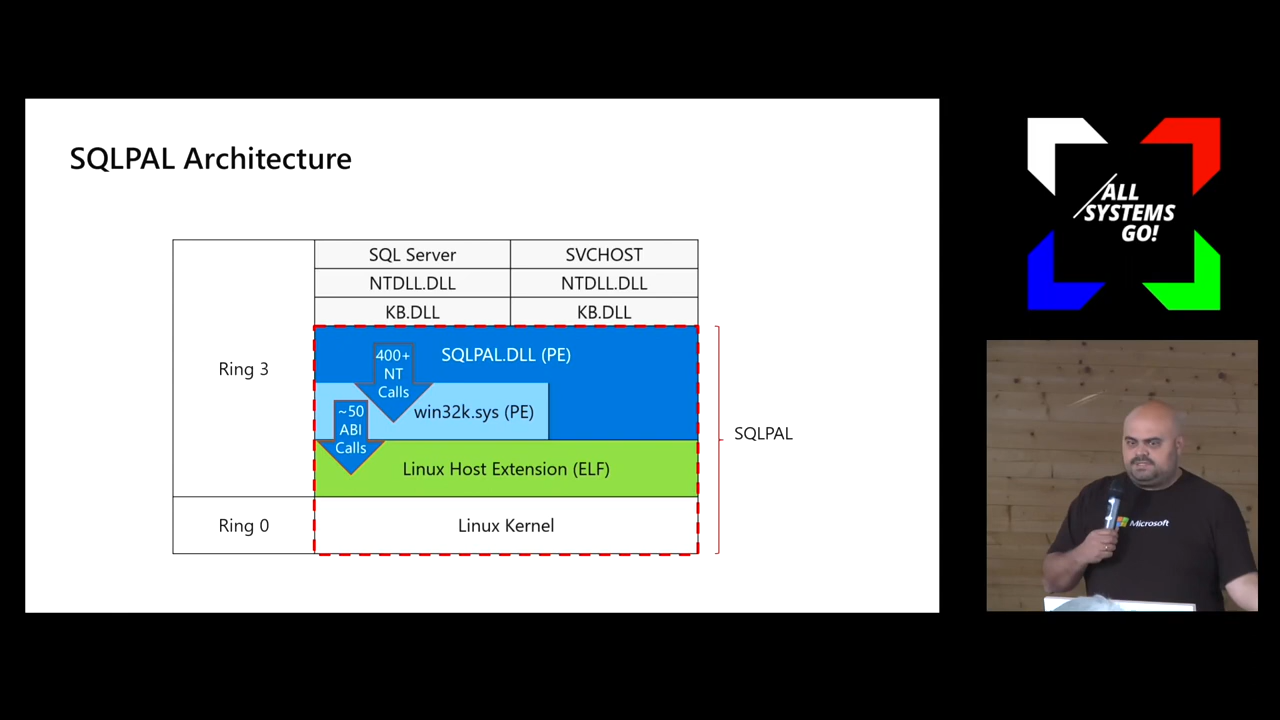 SQLPAL Architecture
SQL Server
SVCHOST
NTDLL.DLL
NTDLL.DLL
KB.DLL
KB.DLL
Ring 3
400+
NT
Calls
SQLPAL.DLL (PE)
~50
ABI
Calls
win32k.sys (PE)
Linux Host Extension (ELF)
SQLPAL
Ring 0
Linux Kernel
ALL
SYSTEMS
GO!
Microsoft